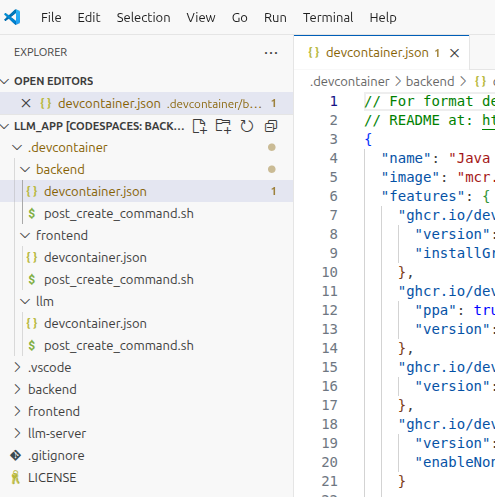 File Edit Selection View Go Run Terminal Help
EXPLORER
OPEN EDITORS
devcontainer.json .devcontainer/b... 1
LLM_APP [CODESPACES: BACK...
.devcontainer
backend
devcontainer.json 1
post_create_command.sh
frontend
devcontainer.json
post_create_command.sh
llm
devcontainer.json
post_create_command.sh
.vscode
backend
frontend
llm-server
.gitignore
LICENSE
devcontainer.json 1
.devcontainer > backend >
1 // For format de
2 // README at: ht
3 {
4 "name": "Java
5 "image": "mcr.
6 "features": {
7 "ghcr.io/dev
8 "version":
9 "installGr
10 },
11 "ghcr.io/dev
12 "ppa": tru
13 "version":
14 },
15 "ghcr.io/dev
16 "version":
17 },
18 "ghcr.io/dev
19 "version":
20 "enableNon
21 }